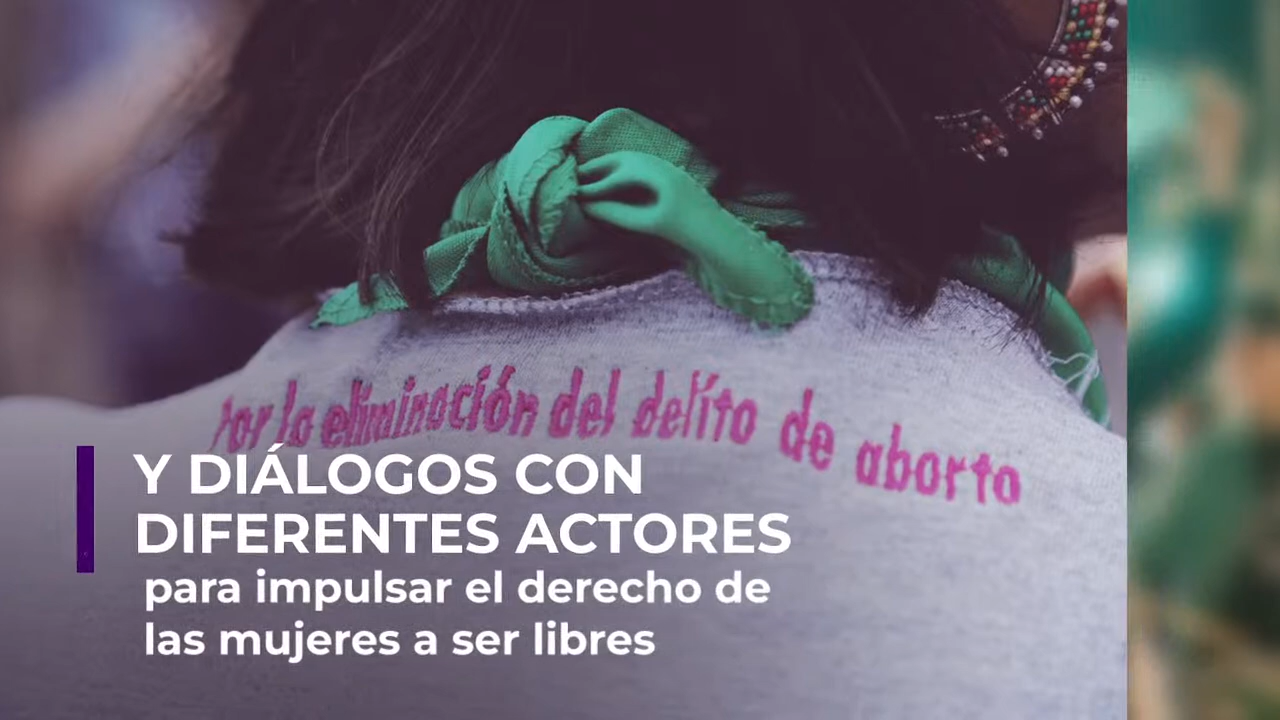 Por la eliminación del delito de aborto
Y DIÁLOGOS CON
DIFERENTES ACTORES
para impulsar el derecho de
las mujeres a ser libres